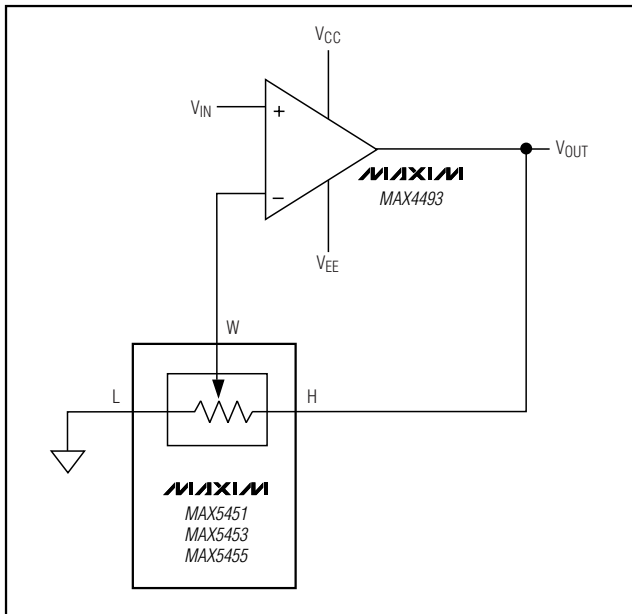 VCC
VIN
+
VOUT
MAXIM
MAX4493
−
VEE
W
L
H
MAXIM
MAX5451
MAX5453
MAX5455